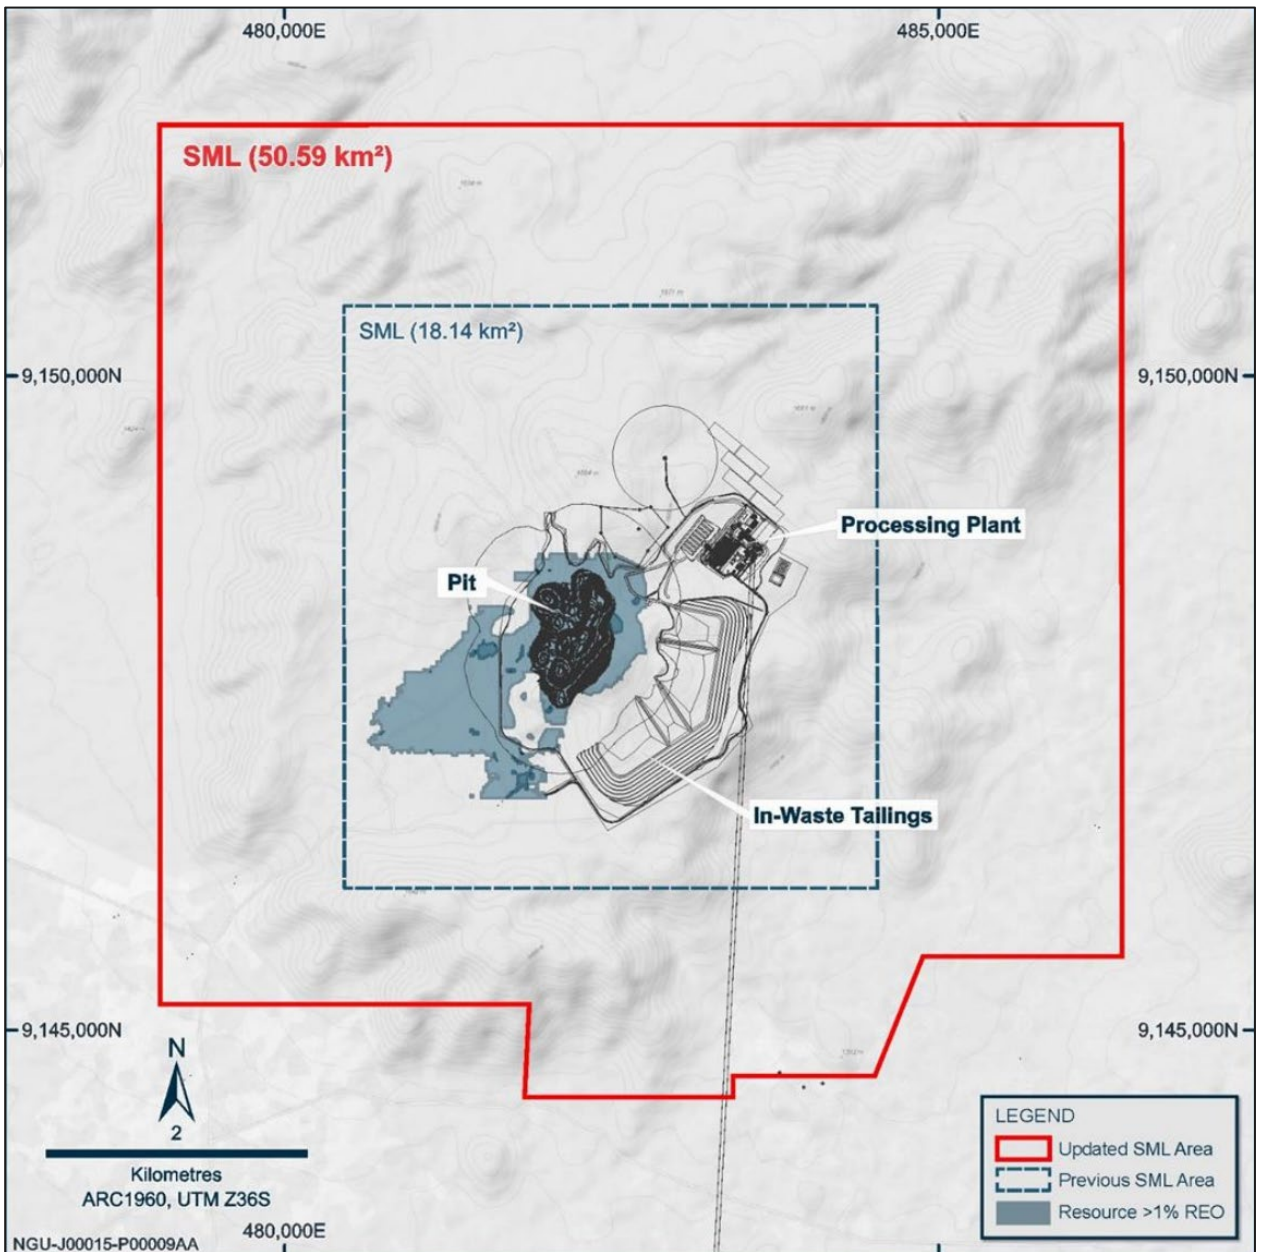 480,000E
485,000E
SML (50.59 km²)
SML (18.14 km²)
9,150,000N
9,150,000N
Processing Plant
Pit
In-Waste Tailings
9,145,000N
9,145,000N
N
2
Kilometres
ARC1960, UTM Z36S
480,000E
NGU-J00015-P00009AA
LEGEND
Updated SML Area
Previous SML Area
Resource >1% REO